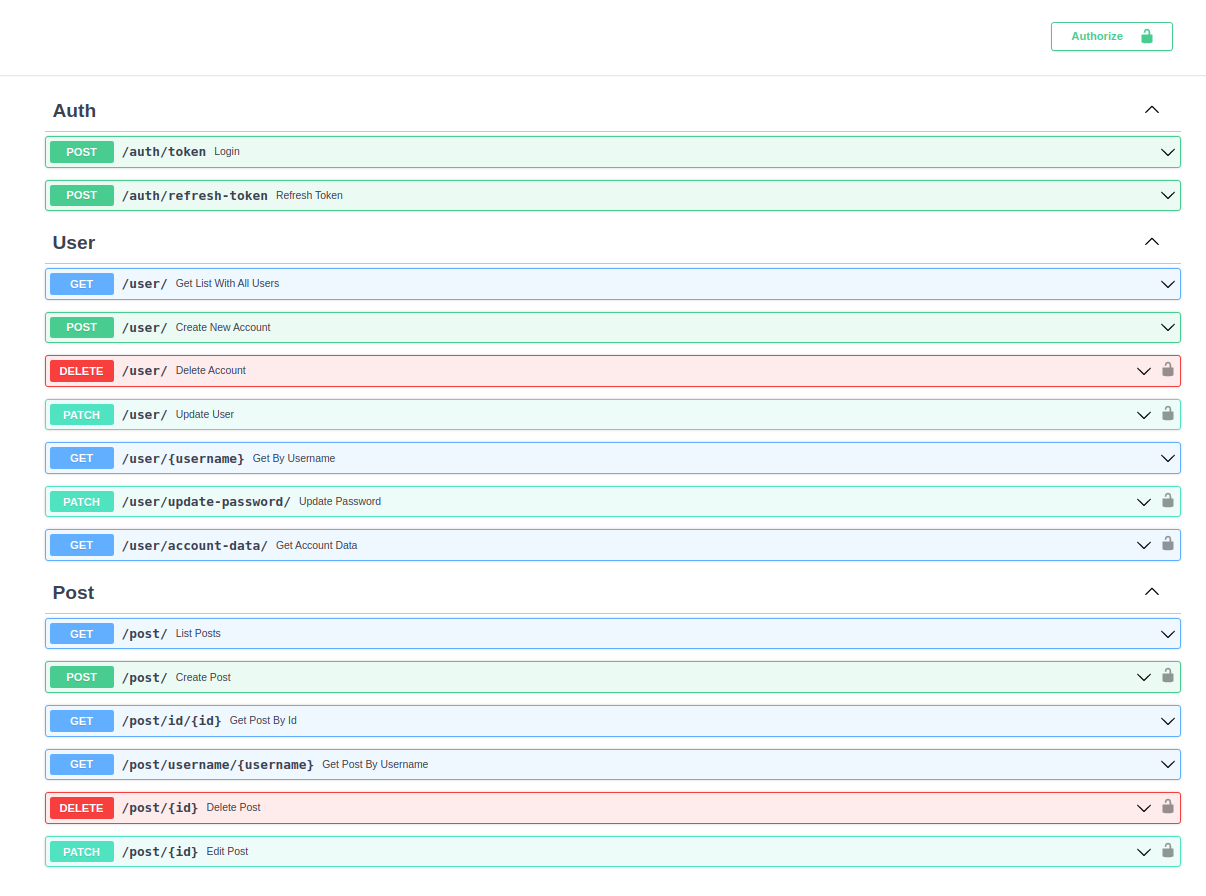 Authorize
Auth
POST /auth/token Login
POST /auth/refresh-token Refresh Token
User
GET /user/ Get List With All Users
POST /user/ Create New Account
DELETE /user/ Delete Account
PATCH /user/ Update User
GET /user/{username} Get By Username
PATCH /user/update-password/ Update Password
GET /user/account-data/ Get Account Data
Post
GET /post/ List Posts
POST /post/ Create Post
GET /post/id/{id} Get Post By Id
GET /post/username/{username} Get Post By Username
DELETE /post/{id} Delete Post
PATCH /post/{id} Edit Post